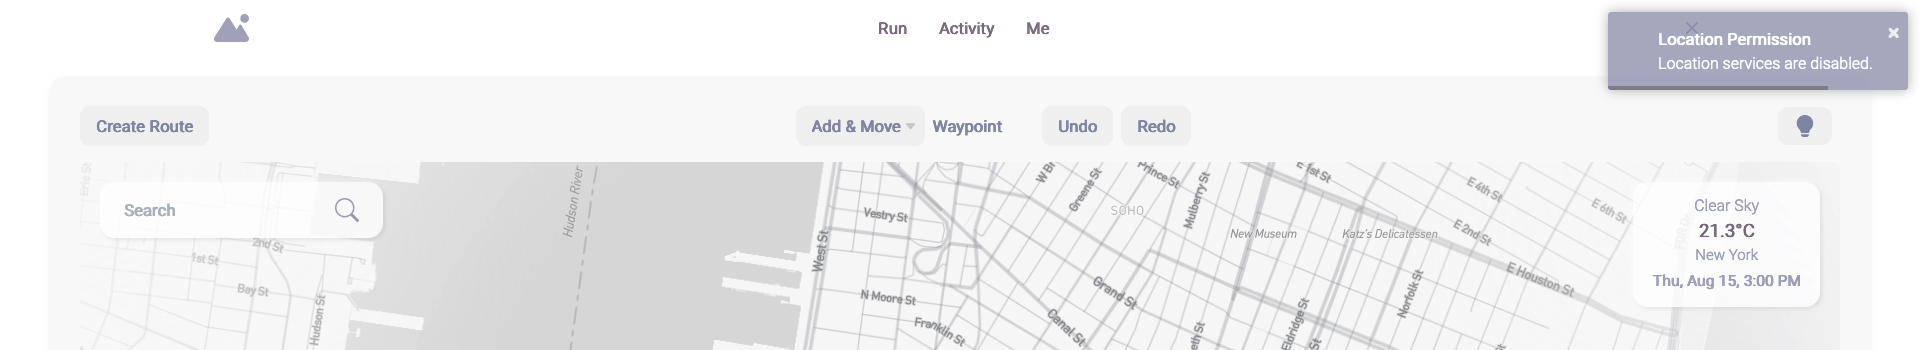 Run Activity Me
Location Permission
Location services are disabled.
Create Route
Add & Move Waypoint
Undo Redo
Search
Clear Sky
21.3°C
New York
Thu, Aug 15, 3:00 PM
Erie St
2nd St
1st St
Bay St
Hudson St
Hudson River
West St
Vestry St
N Moore St
Franklin St
Canal St
Grand St
W Br
Greene St
Prince St
SOHO
Mulberry St
New Museum
Katz's Delicatessen
E 1st St
E 2nd St
E 4th St
E 6th St
E Houston St
Norfolk St
Eldridge St
eth St
St